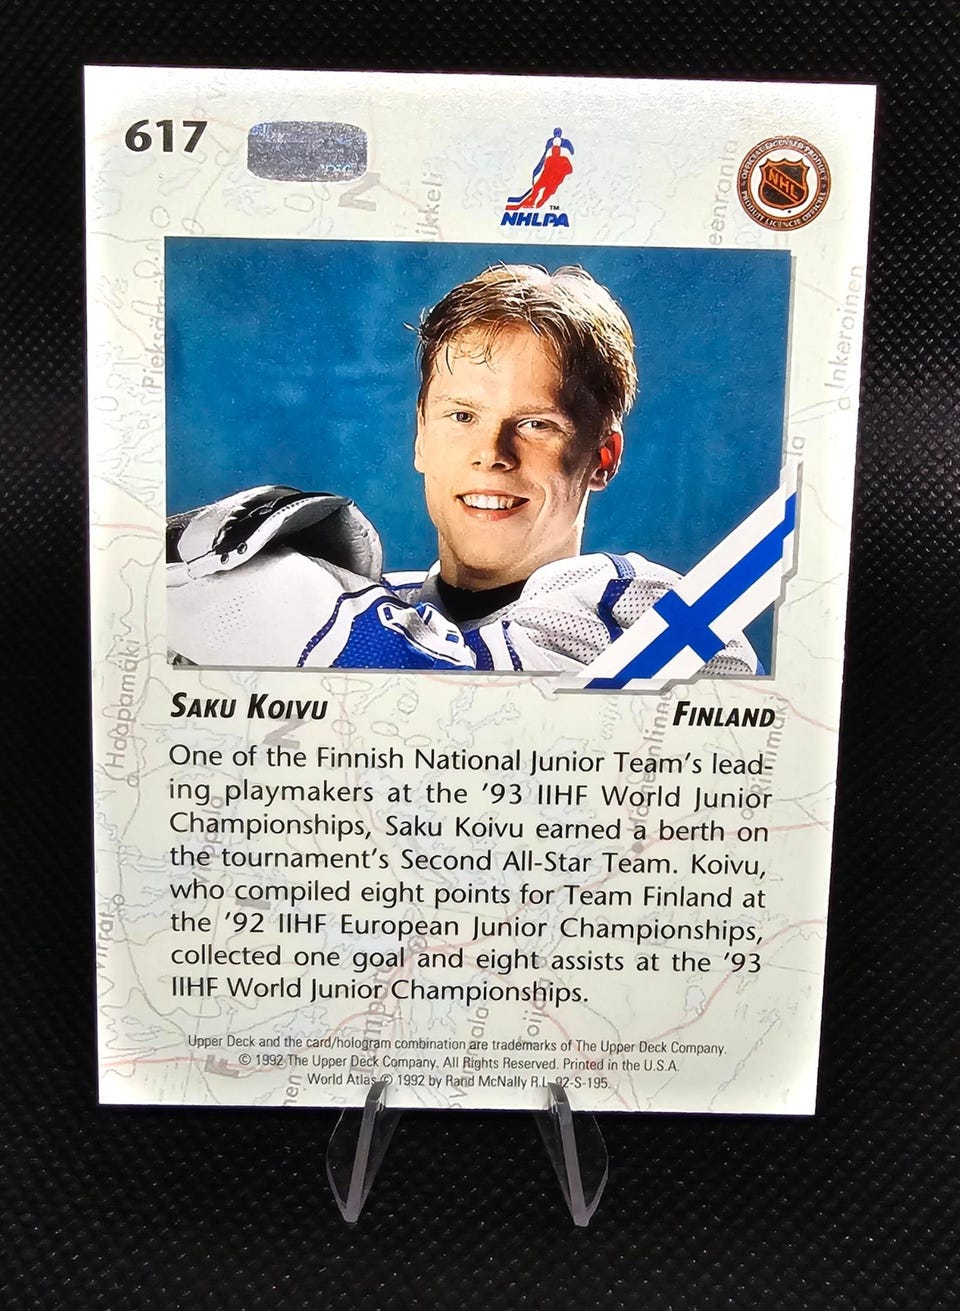 617
NHLPA
TM
NHL
SAKU KOIVU
FINLAND
One of the Finnish National Junior Team's lead-
ing playmakers at the '93 IIHF World Junior
Championships, Saku Koivu earned a berth on
the tournament's Second All-Star Team. Koivu,
who compiled eight points for Team Finland at
the '92 IIHF European Junior Championships,
collected one goal and eight assists at the '93
IIHF World Junior Championships.
Upper Deck and the card/hologram combination are trademarks of The Upper Deck Company.
© 1992 The Upper Deck Company. All Rights Reserved. Printed in the U.S.A.
World Atlas © 1992 by Rand McNally R.L. 92-S-195.
Inkeroinen
Haapamäki